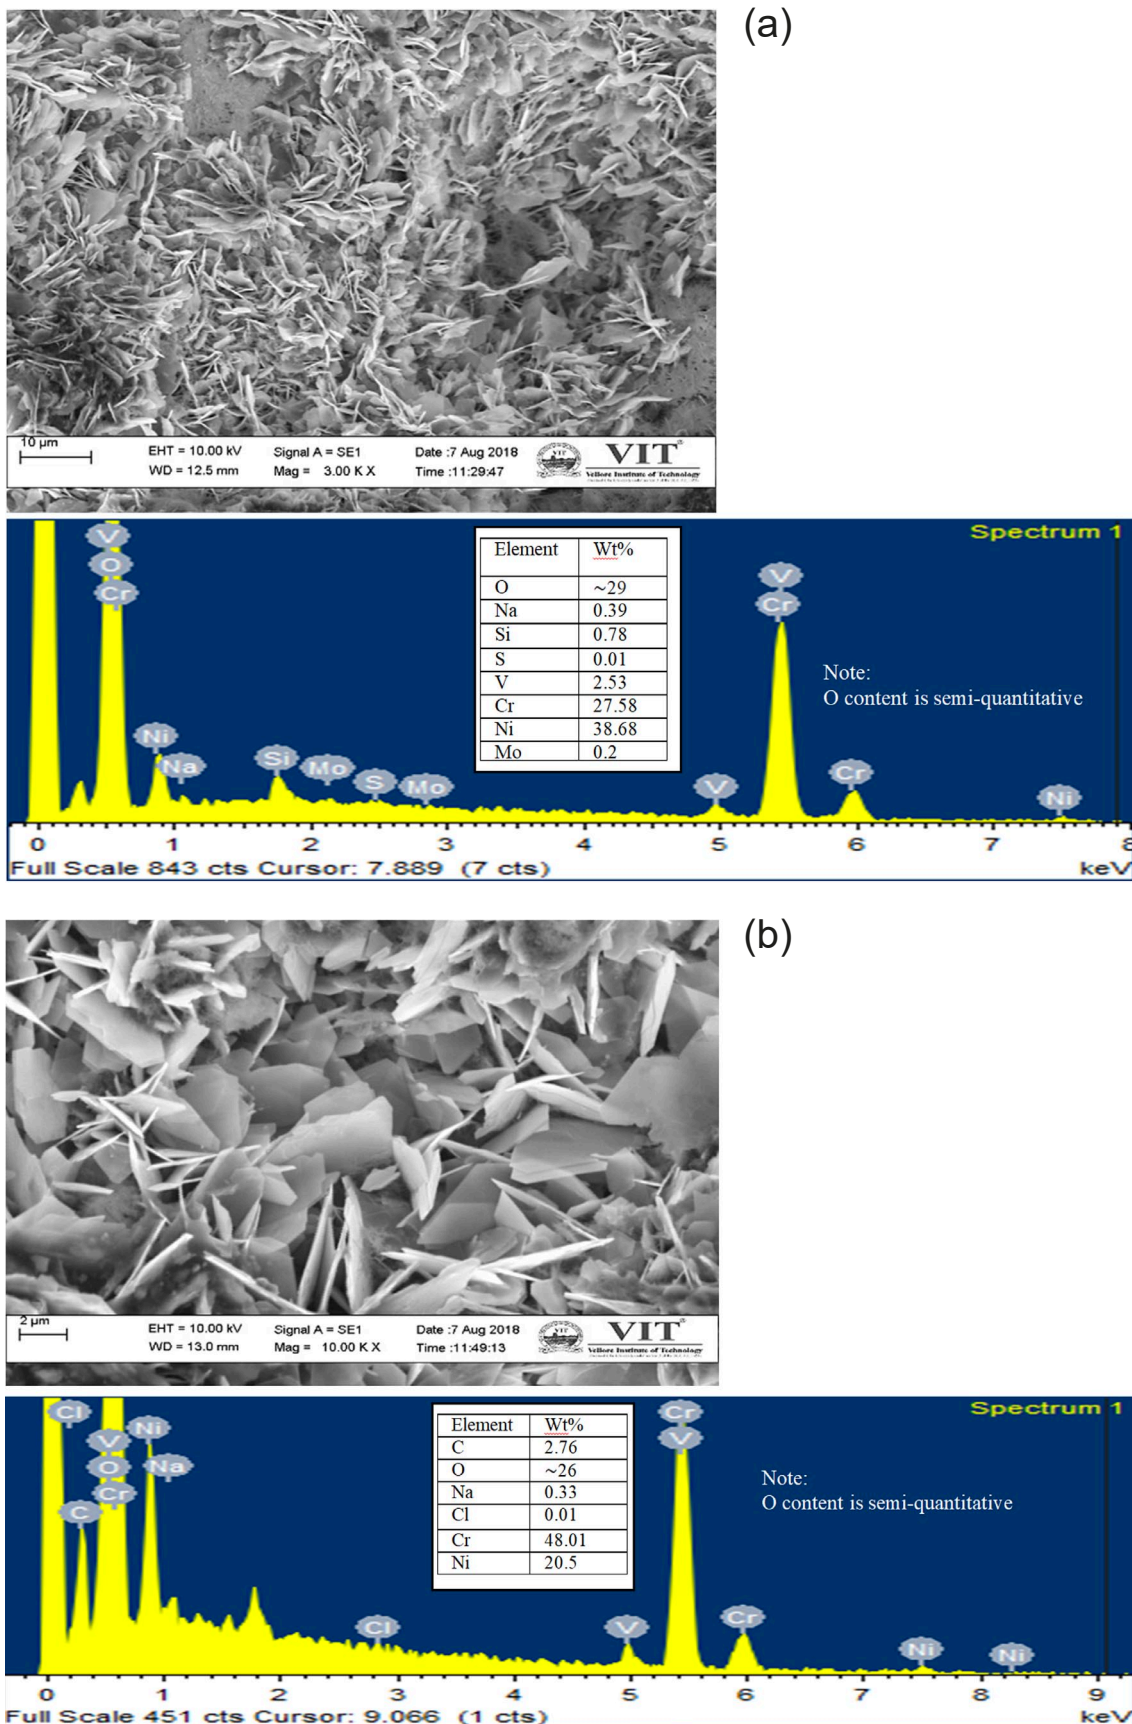 (a)
10 µm
EHT = 10.00 kV Signal A = SE1 Date :7 Aug 2018 VIT®
WD = 12.5 mm Mag = 3.00 K X Time :11:29:47 Vellore Institute of Technology
Spectrum 1
V
O
Cr
Ni
Na
Si
Mo
S
Mo
V
V
Cr
Cr
Ni
Element Wt%
O ~29
Na 0.39
Si 0.78
S 0.01
V 2.53
Cr 27.58
Ni 38.68
Mo 0.2
Note:
O content is semi-quantitative
0 1 2 3 4 5 6 7 8
Full Scale 843 cts Cursor: 7.889 (7 cts) keV
(b)
2 µm
EHT = 10.00 kV Signal A = SE1 Date :7 Aug 2018 VIT®
WD = 13.0 mm Mag = 10.00 K X Time :11:49:13 Vellore Institute of Technology
Spectrum 1
Cl
V
O
Cr
C
Ni
Na
Cl
V
Cr
V
Cr
Ni
Ni
Element Wt%
C 2.76
O ~26
Na 0.33
Cl 0.01
Cr 48.01
Ni 20.5
Note:
O content is semi-quantitative
0 1 2 3 4 5 6 7 8 9
Full Scale 451 cts Cursor: 9.066 (1 cts) keV